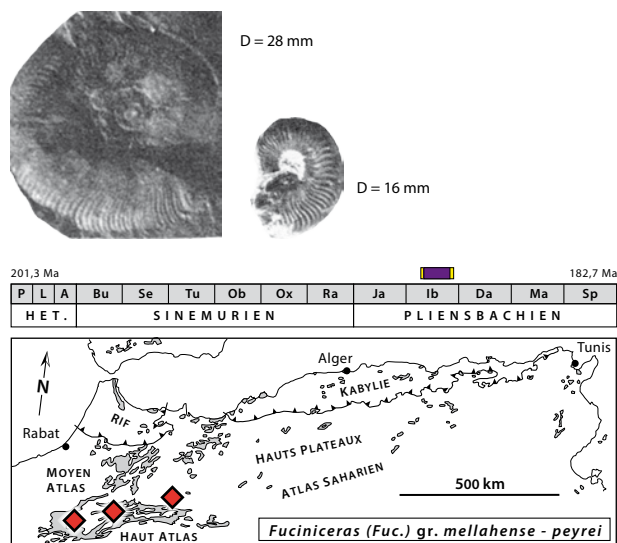 D = 28 mm
D = 16 mm
201,3 Ma 182,7 Ma
P L A Bu Se Tu Ob Ox Ra Ja Ib Da Ma Sp
HET. SINEMURIEN PLIENSBACHIEN
Tunis
Alger
N
KABYLIE
RIF
Rabat
HAUTS PLATEAUX
MOYEN
ATLAS
ATLAS SAHARIEN
500 km
HAUT ATLAS
Fuciniceras (Fuc.) gr. mellahense - peyrei